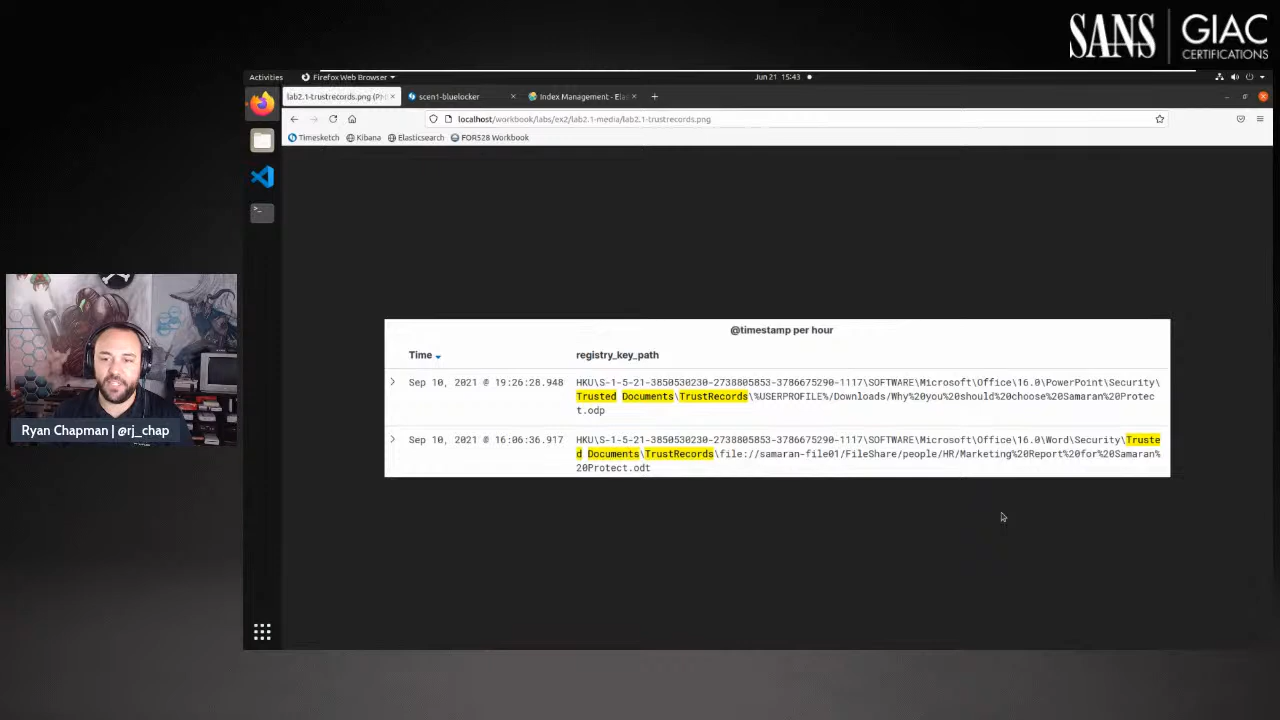 SANS GIAC CERTIFICATIONS
Activities Firefox Web Browser Jun 21 15:43
lab2.1-trustrecords.png (PN scen1-bluelocker Index Management - Ela
localhost/workbook/labs/ex2/lab2.1-media/lab2.1-trustrecords.png
Timesketch Kibana Elasticsearch FOR528 Workbook
@timestamp per hour
Time registry_key_path
Sep 10, 2021 @ 19:26:28.948 HKU\S-1-5-21-3850530230-2738805853-3786675290-1117\SOFTWARE\Microsoft\Office\16.0\PowerPoint\Security\
Trusted Documents\TrustRecords\%USERPROFILE%/Downloads/Why%20you%20should%20choose%20Samaran%20Protec
t.odp
Sep 10, 2021 @ 16:06:36.917 HKU\S-1-5-21-3850530230-2738805853-3786675290-1117\SOFTWARE\Microsoft\Office\16.0\Word\Security\Truste
d Documents\TrustRecords\file://samaran-file01/FileShare/people/HR/Marketing%20Report%20for%20Samaran%
20Protect.odt
Ryan Chapman | @rj_chap